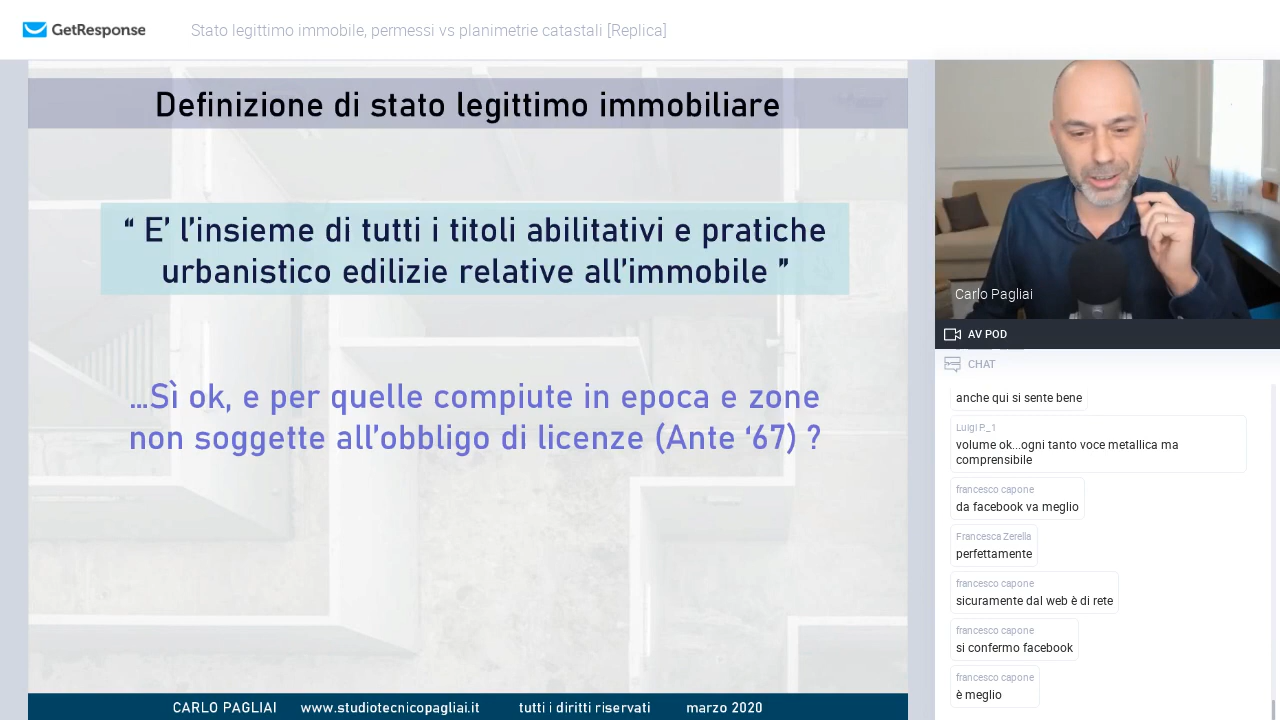 GetResponse
Stato legittimo immobile, permessi vs planimetrie catastali [Replica]
Definizione di stato legittimo immobiliare
“ E’ l’insieme di tutti i titoli abilitativi e pratiche
urbanistico edilizie relative all’immobile ”
...Sì ok, e per quelle compiute in epoca e zone
non soggette all’obbligo di licenze (Ante ‘67) ?
CARLO PAGLIAI www.studiotecnicopagliai.it tutti i diritti riservati marzo 2020
Carlo Pagliai
AV POD
CHAT
anche qui si sente bene
Luigi P._1
volume ok...ogni tanto voce metallica ma
comprensibile
francesco capone
da facebook va meglio
Francesca Zerella
perfettamente
francesco capone
sicuramente dal web è di rete
francesco capone
si confermo facebook
francesco capone
è meglio